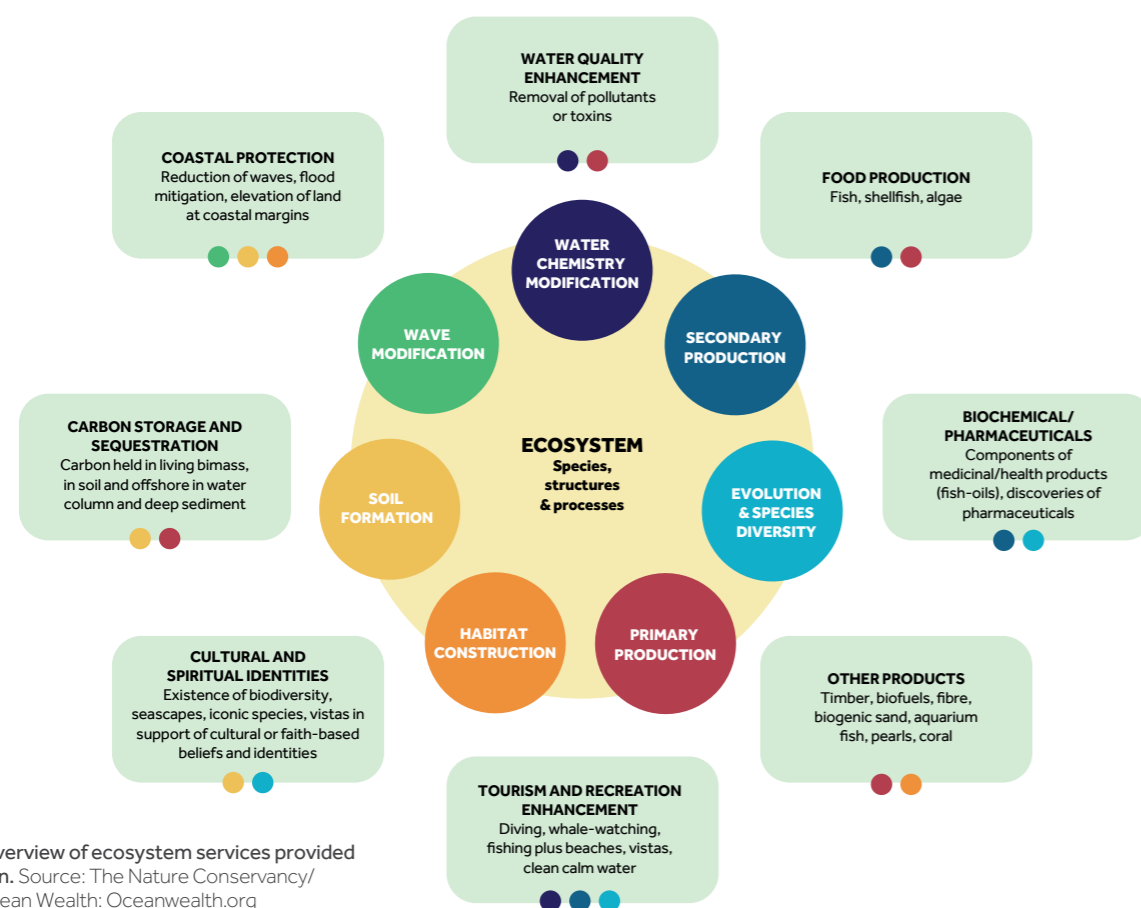 WATER QUALITY
ENHANCEMENT
Removal of pollutants
or toxins
COASTAL PROTECTION
Reduction of waves, flood
mitigation, elevation of land
at coastal margins
FOOD PRODUCTION
Fish, shellfish, algae
WATER
CHEMISTRY
MODIFICATION
WAVE
MODIFICATION
SECONDARY
PRODUCTION
CARBON STORAGE AND
SEQUESTRATION
Carbon held in living bimass,
in soil and offshore in water
column and deep sediment
BIOCHEMICAL/
PHARMACEUTICALS
Components of
medicinal/health products
(fish-oils), discoveries of
pharmaceuticals
ECOSYSTEM
Species,
structures
& processes
SOIL
FORMATION
EVOLUTION
& SPECIES
DIVERSITY
HABITAT
CONSTRUCTION
PRIMARY
PRODUCTION
CULTURAL AND
SPIRITUAL IDENTITIES
Existence of biodiversity,
seascapes, iconic species, vistas in
support of cultural or faith-based
beliefs and identities
OTHER PRODUCTS
Timber, biofuels, fibre,
biogenic sand, aquarium
fish, pearls, coral
TOURISM AND RECREATION
ENHANCEMENT
Diving, whale-watching,
fishing plus beaches, vistas,
clean calm water
verview of ecosystem services provided
n. Source: The Nature Conservancy/
ean Wealth: Oceanwealth.org